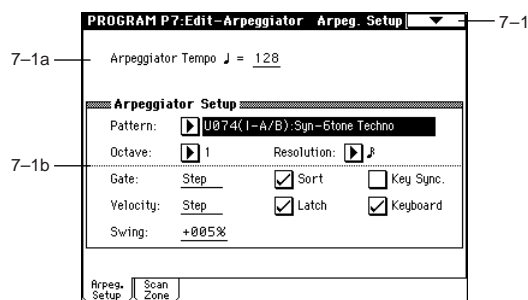 PROGRAM P7:Edit-Arpeggiator Arpeg. Setup
7-1
7-1a
Arpeggiator Tempo ♩ = 128
Arpeggiator Setup
Pattern: U074(I-A/B):Syn-6tone Techno
7-1b
Octave: 1 Resolution: ♪
Gate: Step Sort Key Sync.
Velocity: Step Latch Keyboard
Swing: +005%
Arpeg. Setup
Scan Zone